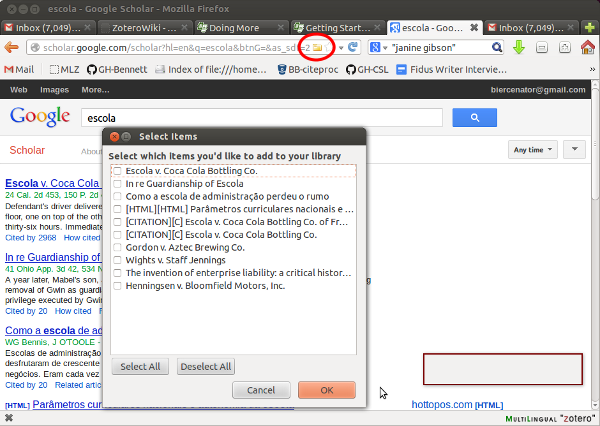 escola - Google Scholar - Mozilla Firefox
Inbox (7,049)...
ZoteroWiki - ...
Doing More
Getting Start...
escola - Goo...
Inbox (7,049)...
scholar.google.com/scholar?hl=en&q=escola&btnG=&as_sd
=2
"janine gibson"
Mail
MLZ
GH-Bennett
Index of file:///home...
BB-citeproc
GH-CSL
Fidus Writer Intervie...
Web Images More...
biercenator@gmail.com
Google
escola
Scholar
About
Any time
Select Items
Select which items you'd like to add to your library
Escola v. Coca Cola Bottling Co.
In re Guardianship of Escola
Como a escola de administração perdeu o rumo
[HTML][HTML] Parâmetros curriculares nacionais e ...
[CITATION][C] Escola v. Coca Cola Bottling Co. of Fr...
[CITATION][C] Escola v. Coca Cola Bottling Co.
Gordon v. Aztec Brewing Co.
Wights v. Staff Jennings
The invention of enterprise liability: a critical histor...
Henningsen v. Bloomfield Motors, Inc.
Select All
Deselect All
Cancel
OK
Escola v. Coca Cola
24 Cal. 2d 453, 150 P. 2d
Defendant's driver delivere
floor, one on top of the oth
thirty-six hours. Immediate
Cited by 2968 How cited
In re Guardianship of
41 Ohio App. 3d 42, 534 N
A year later, Mabel's son,
removal of Gwin as guardia
privilege executed by Gwin
Cited by 20 How cited
Como a escola de ad
WG Bennis, J OTOOLE -
Escolas de administração
desfrutaram de crescente
negócios. Eram cada vez
Cited by 20 Related artic
[HTML] Parâmetros cur
hottopos.com [HTML]
MultiLingual "zotero"